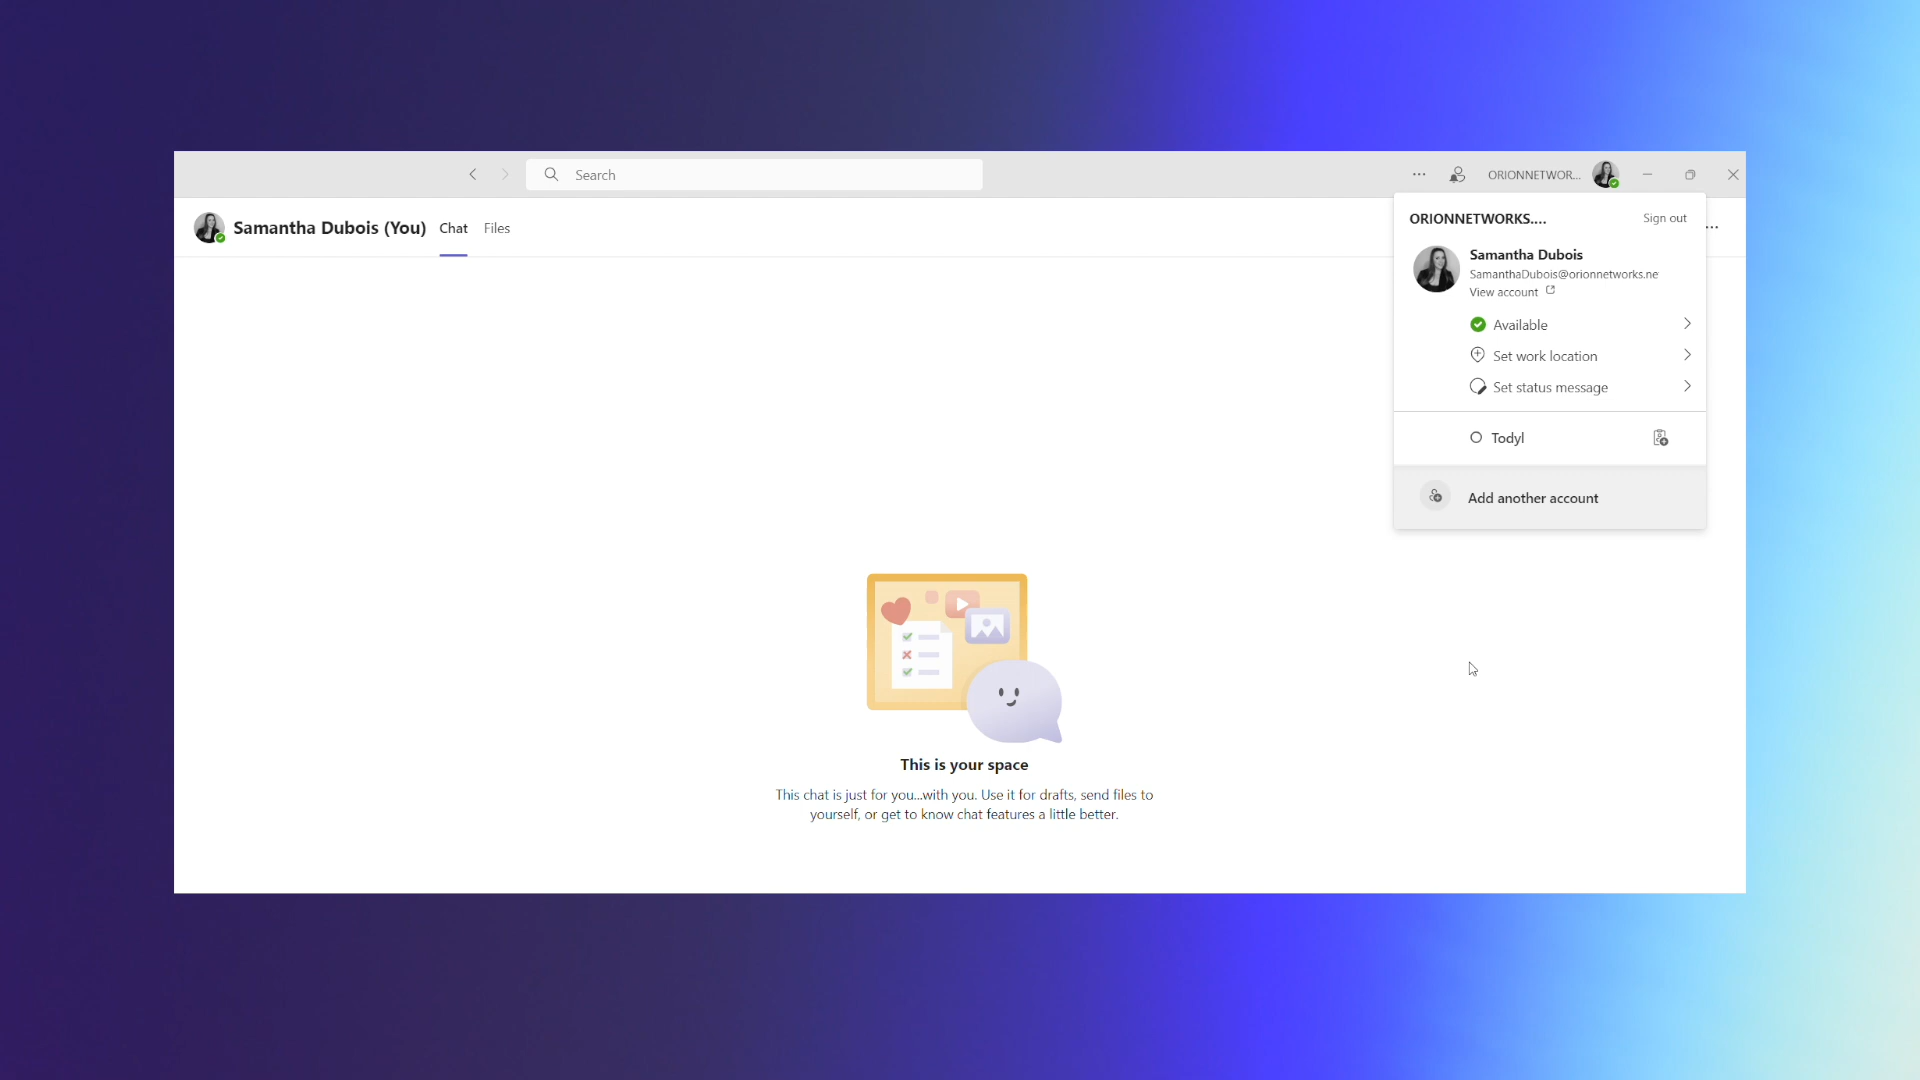 Search
ORIONNETWOR...
Samantha Dubois (You)
Chat
Files
ORIONNETWORKS....
Sign out
Samantha Dubois
SamanthaDubois@orionnetworks.ne
View account
Available
Set work location
Set status message
Todyl
Add another account
This is your space
This chat is just for you...with you. Use it for drafts, send files to
yourself, or get to know chat features a little better.